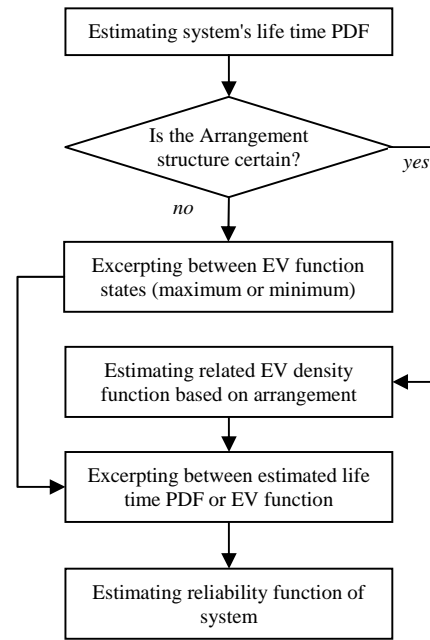 Estimating system's life time PDF
Is the Arrangement
structure certain?
yes
no
Excerpting between EV function
states (maximum or minimum)
Estimating related EV density
function based on arrangement
Excerpting between estimated life
time PDF or EV function
Estimating reliability function of
system